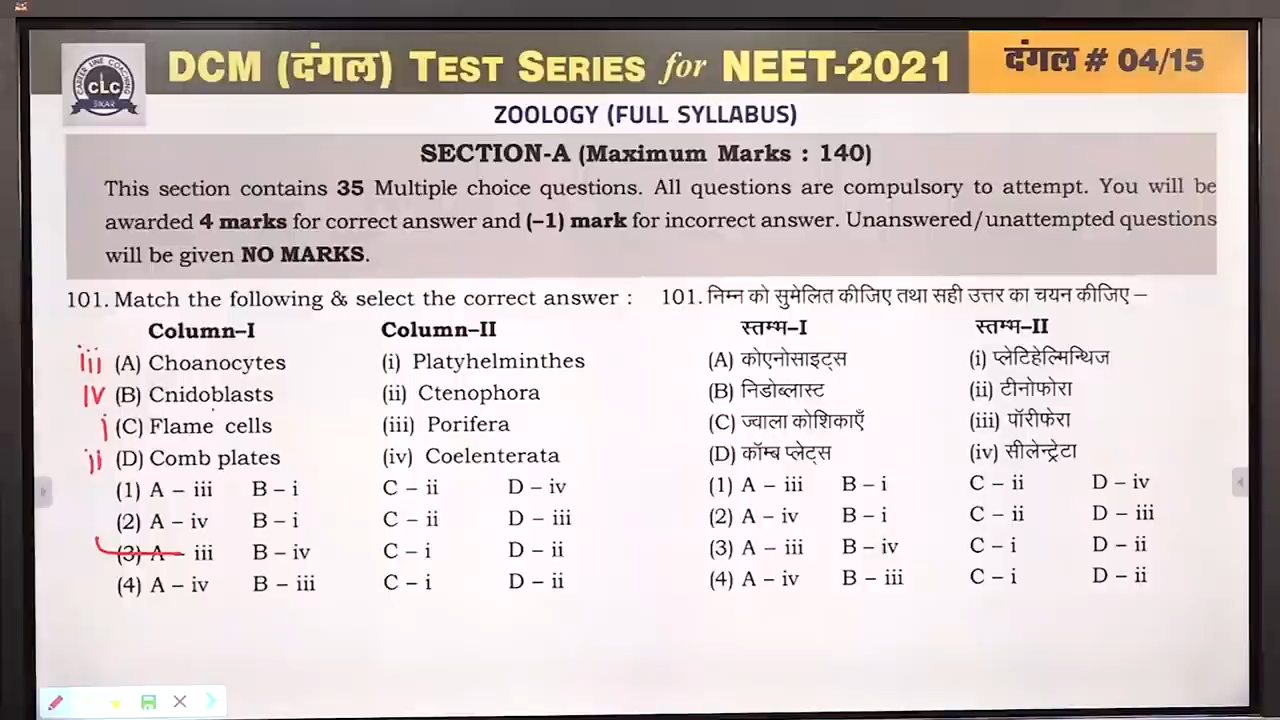 DCM (दंगल) TEST SERIES for NEET-2021
दंगल # 04/15
CAREER LINE COACHING
CLC
SIKAR
ZOOLOGY (FULL SYLLABUS)
SECTION-A (Maximum Marks : 140)
This section contains 35 Multiple choice questions. All questions are compulsory to attempt. You will be
awarded 4 marks for correct answer and (–1) mark for incorrect answer. Unanswered/unattempted questions
will be given NO MARKS.
101. Match the following & select the correct answer :
Column–I Column–II
iii (A) Choanocytes (i) Platyhelminthes
iv (B) Cnidoblasts (ii) Ctenophora
i (C) Flame cells (iii) Porifera
ii (D) Comb plates (iv) Coelenterata
(1) A – iii B – i C – ii D – iv
(2) A – iv B – i C – ii D – iii
(3) A – iii B – iv C – i D – ii
(4) A – iv B – iii C – i D – ii
101. निम्न को सुमेलित कीजिए तथा सही उत्तर का चयन कीजिए –
स्तम्भ–I स्तम्भ–II
(A) कोएनोसाइट्स (i) प्लेटिहेल्मिन्थिज
(B) निडोब्लास्ट (ii) टीनोफोरा
(C) ज्वाला कोशिकाएँ (iii) पॉरीफेरा
(D) कॉम्ब प्लेट्स (iv) सीलेन्ट्रेटा
(1) A – iii B – i C – ii D – iv
(2) A – iv B – i C – ii D – iii
(3) A – iii B – iv C – i D – ii
(4) A – iv B – iii C – i D – ii